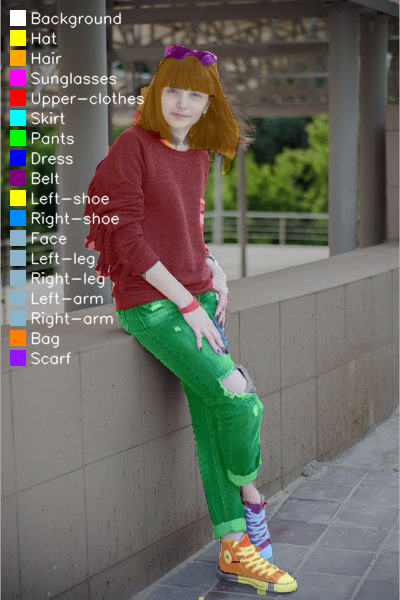 Background
Hat
Hair
Sunglasses
Upper-clothes
Skirt
Pants
Dress
Belt
Left-shoe
Right-shoe
Face
Left-leg
Right-leg
Left-arm
Right-arm
Bag
Scarf